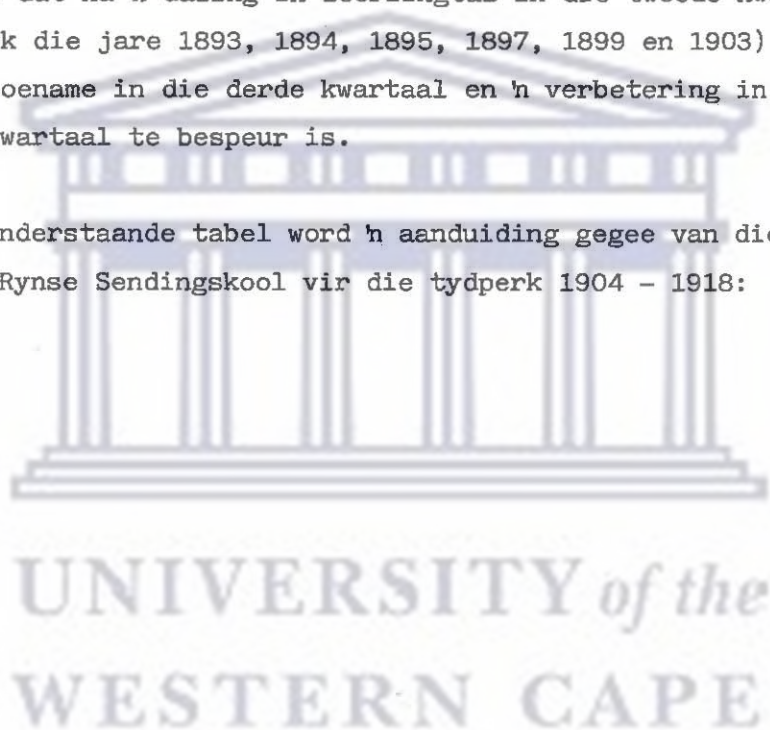 k die jare 1893, 1894, 1895, 1897, 1899 en 1903)
oename in die derde kwartaal en 'n verbetering in
wartaal te bespeur is.
nderstaande tabel word 'n aanduiding gegee van die
Rynse Sendingskool vir die tydperk 1904 – 1918:
UNIVERSITY of the
WESTERN CAPE